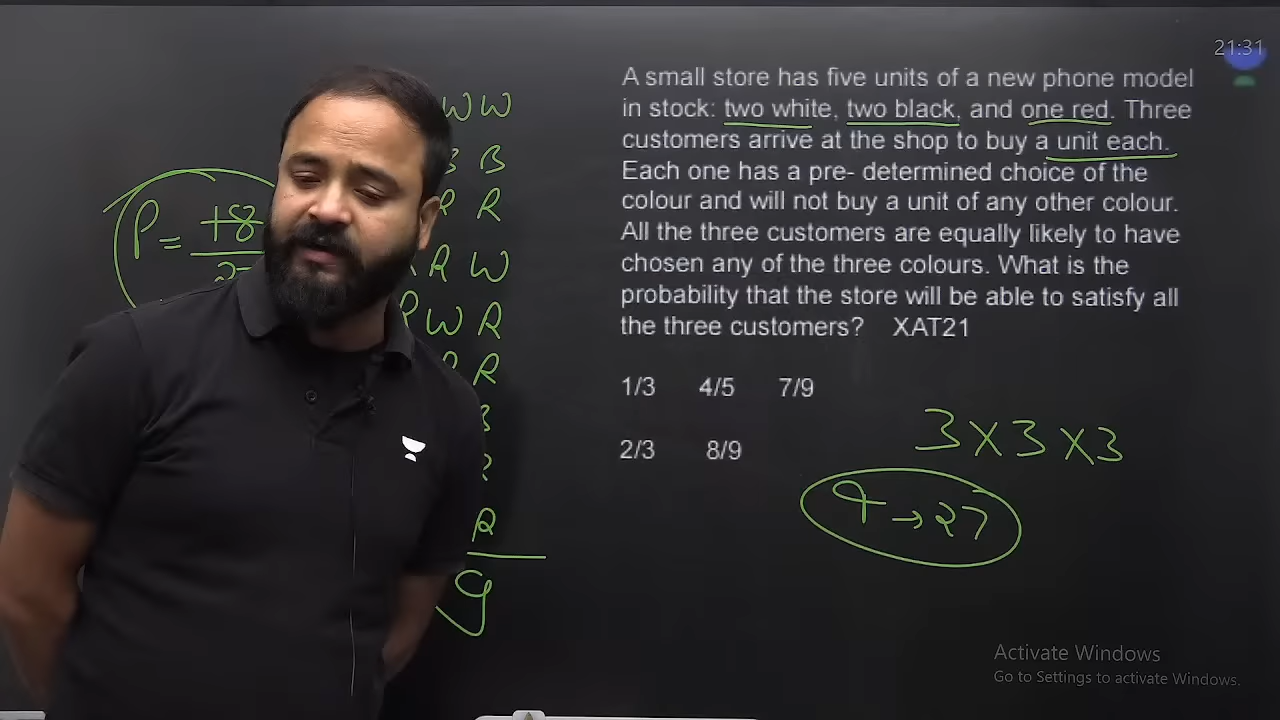 21:31
A small store has five units of a new phone model
in stock: two white, two black, and one red. Three
customers arrive at the shop to buy a unit each.
Each one has a pre- determined choice of the
colour and will not buy a unit of any other colour.
All the three customers are equally likely to have
chosen any of the three colours. What is the
probability that the store will be able to satisfy all
the three customers? XAT21
1/3 4/5 7/9
2/3 8/9
W W
B
R
R W
W R
R
R
9
P = 18
3 X 3 X 3
T → 27
Activate Windows
Go to Settings to activate Windows.